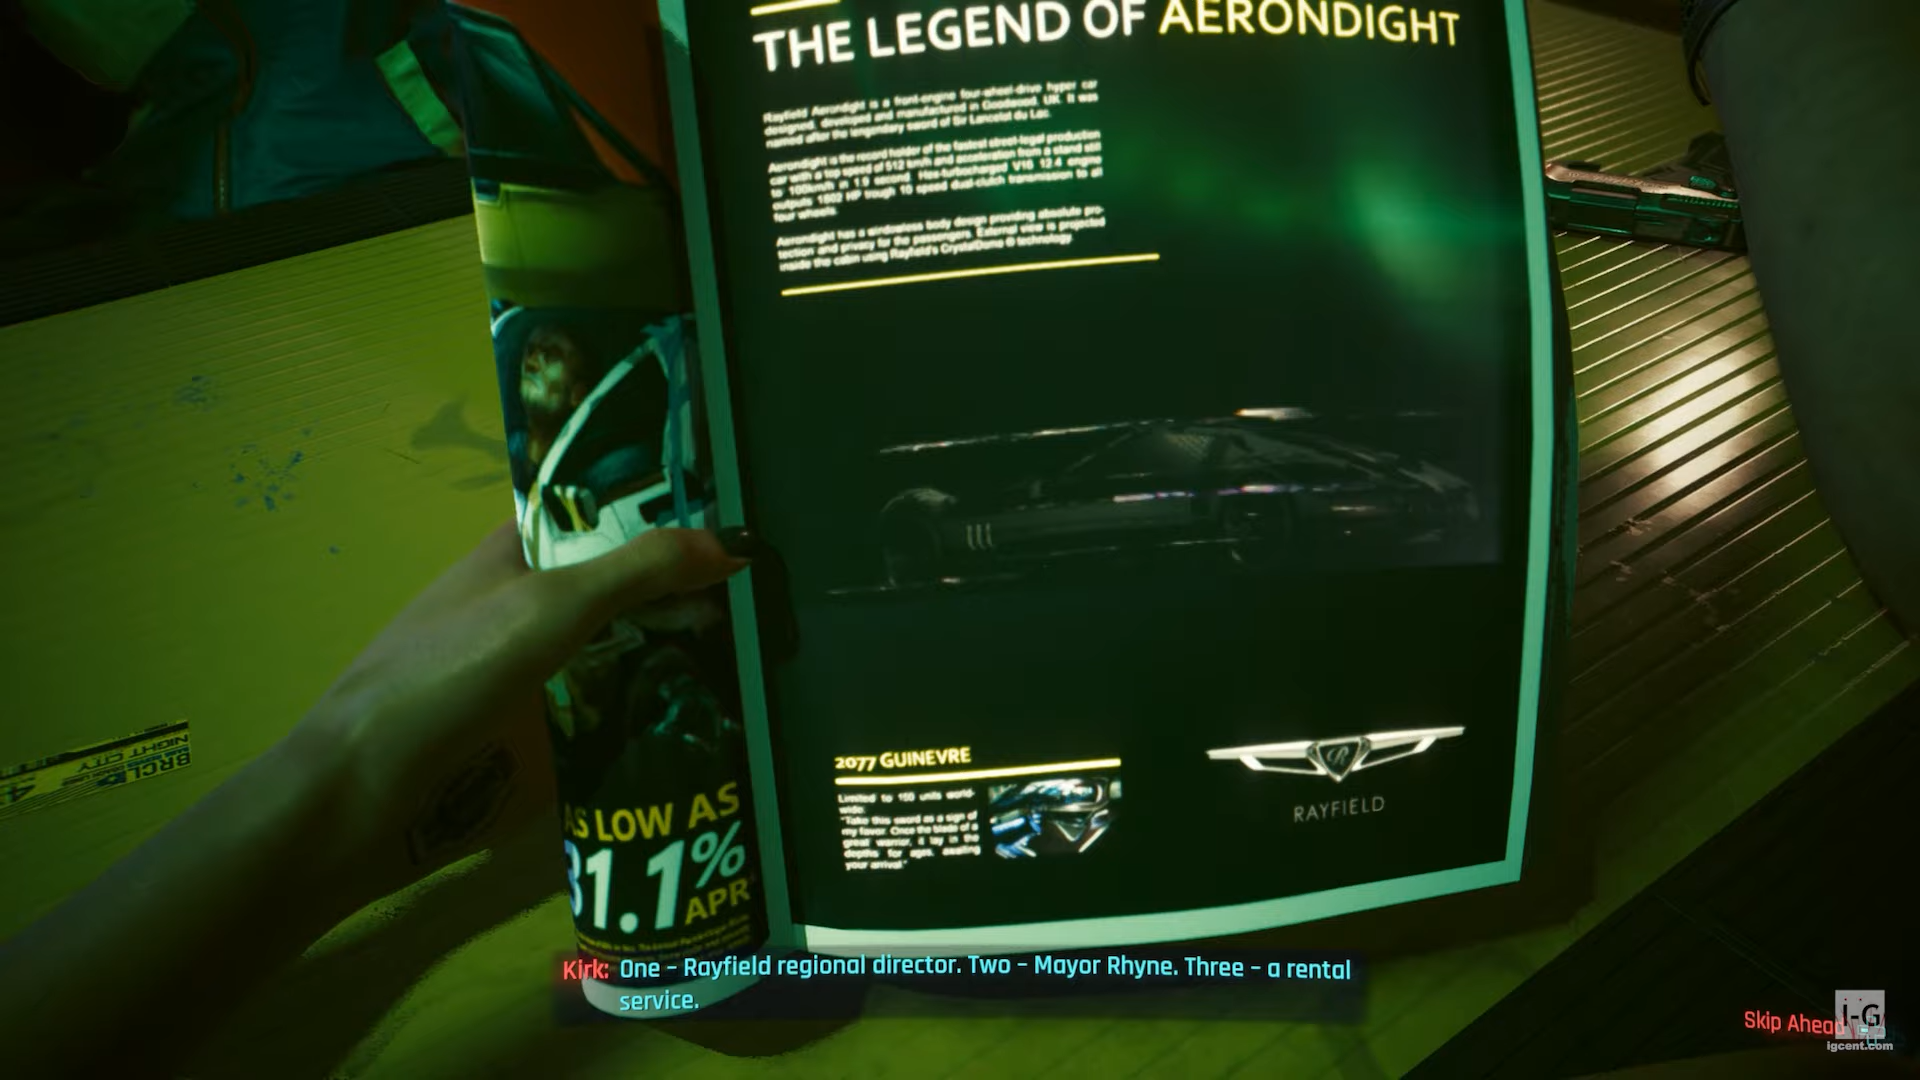 THE LEGEND OF AERONDIGHT
Rayfield Aerondight is a front-engine four-wheel-drive hyper car
designed, developed and manufactured in Goodwood, UK. It was
named after the lengendary sword of Sir Lancelot du Lac.
Aerondight is the record holder of the fastest street-legal production
car with a top speed of 512 km/h and acceleration from a stand still
to 100km/h in 1.9 second. Hex-turbocharged V16 12.4 engine
outputs 1802 HP trough 10 speed dual-clutch transmission to all
four wheels.
Aerondight has a windowless body design providing absolute pro-
tection and privacy for the passengers. External view is projected
inside the cabin using Rayfield's CrystalDome ® technology.
2077 GUINEVRE
Limited to 150 units world-
wide.
"Take this sword as a sign of
my favor. Once the blade of a
great warrior, it lay in the
depths for ages, awaiting
your arrival."
R
RAYFIELD
AS LOW AS
31.1%
APR
NIGHT CITY
BRCL
Kirk: One – Rayfield regional director. Two – Mayor Rhyne. Three – a rental
service.
Skip Ahead
I-G
igcent.com